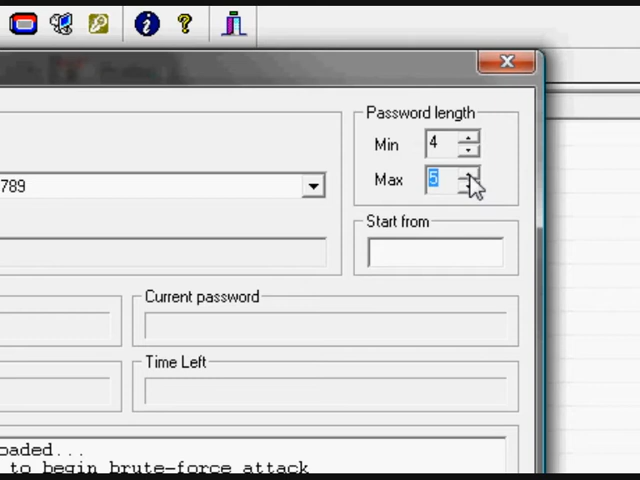 Password length
Min 4
789
Max 5
Start from
Current password
Time Left
oaded...
to begin brute-force attack